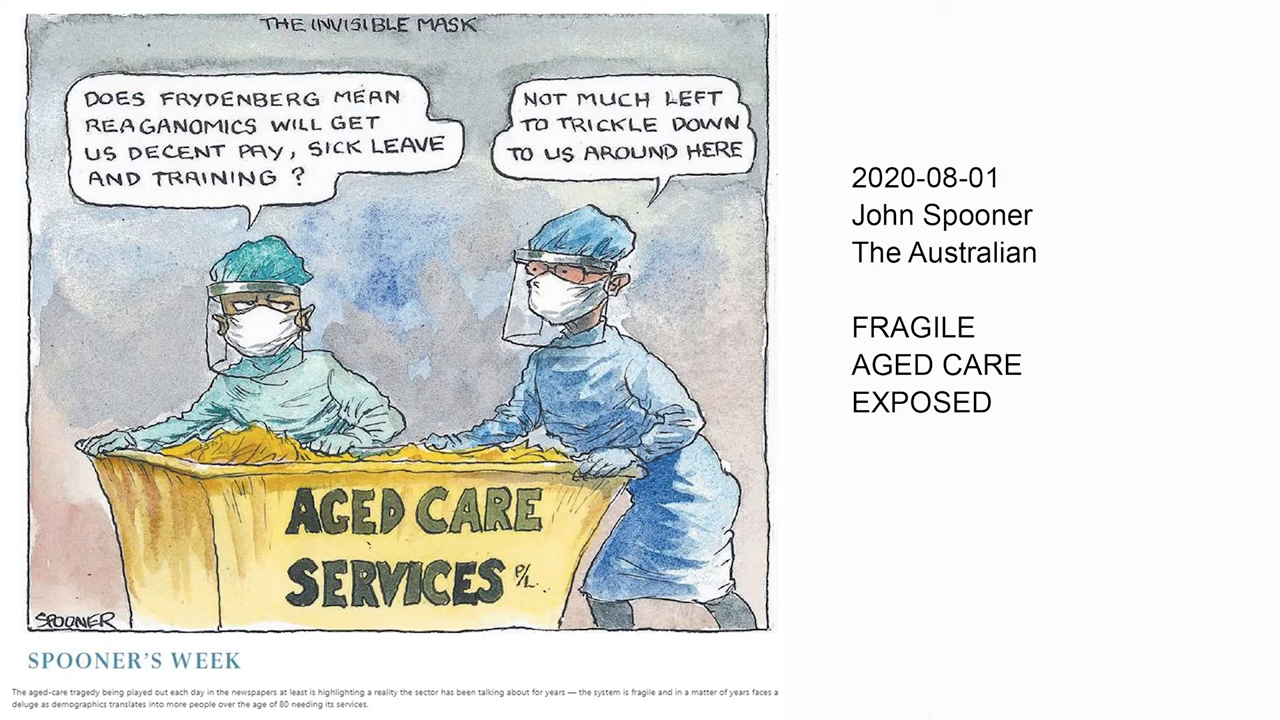 THE INVISIBLE MASK
DOES FRYDENBERG MEAN
REAGANOMICS WILL GET
US DECENT PAY, SICK LEAVE
AND TRAINING ?
NOT MUCH LEFT
TO TRICKLE DOWN
TO US AROUND HERE
AGED CARE
SERVICES P/L.
SPOONER
SPOONER'S WEEK
The aged-care tragedy being played out each day in the newspapers at least is highlighting a reality the sector has been talking about for years — the system is fragile and in a matter of years faces a
deluge as demographics translates into more people over the age of 80 needing its services.
2020-08-01
John Spooner
The Australian
FRAGILE
AGED CARE
EXPOSED